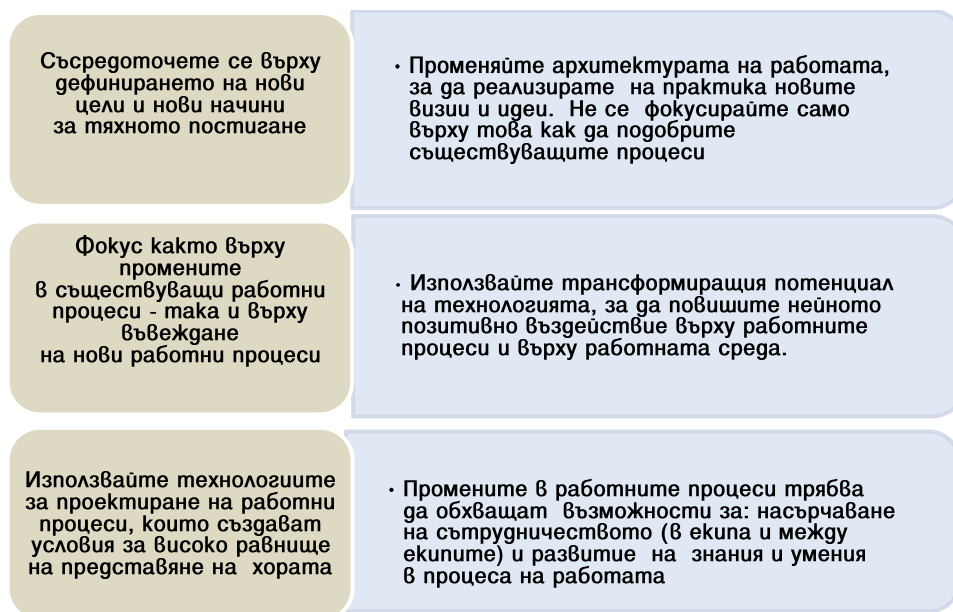 Съсредоточете се върху
дефинирането на нови
цели и нови начини
за тяхното постигане
• Променяйте архитектурата на работата,
за да реализирате на практика новите
визии и идеи. Не се фокусирайте само
върху това как да подобрите
съществуващите процеси
Фокус както върху
промените
в съществуващи работни
процеси - така и върху
въвеждане
на нови работни процеси
• Използвайте трансформиращия потенциал
на технологията, за да повишите нейното
позитивно въздействие върху работните
процеси и върху работната среда.
Използвайте технологиите
за проектиране на работни
процеси, които създават
условия за високо равнище
на представяне на хората
• Промените в работните процеси трябва
да обхващат възможности за: насърчаване
на сътрудничеството (в екипа и между
екипите) и развитие на знания и умения
в процеса на работата